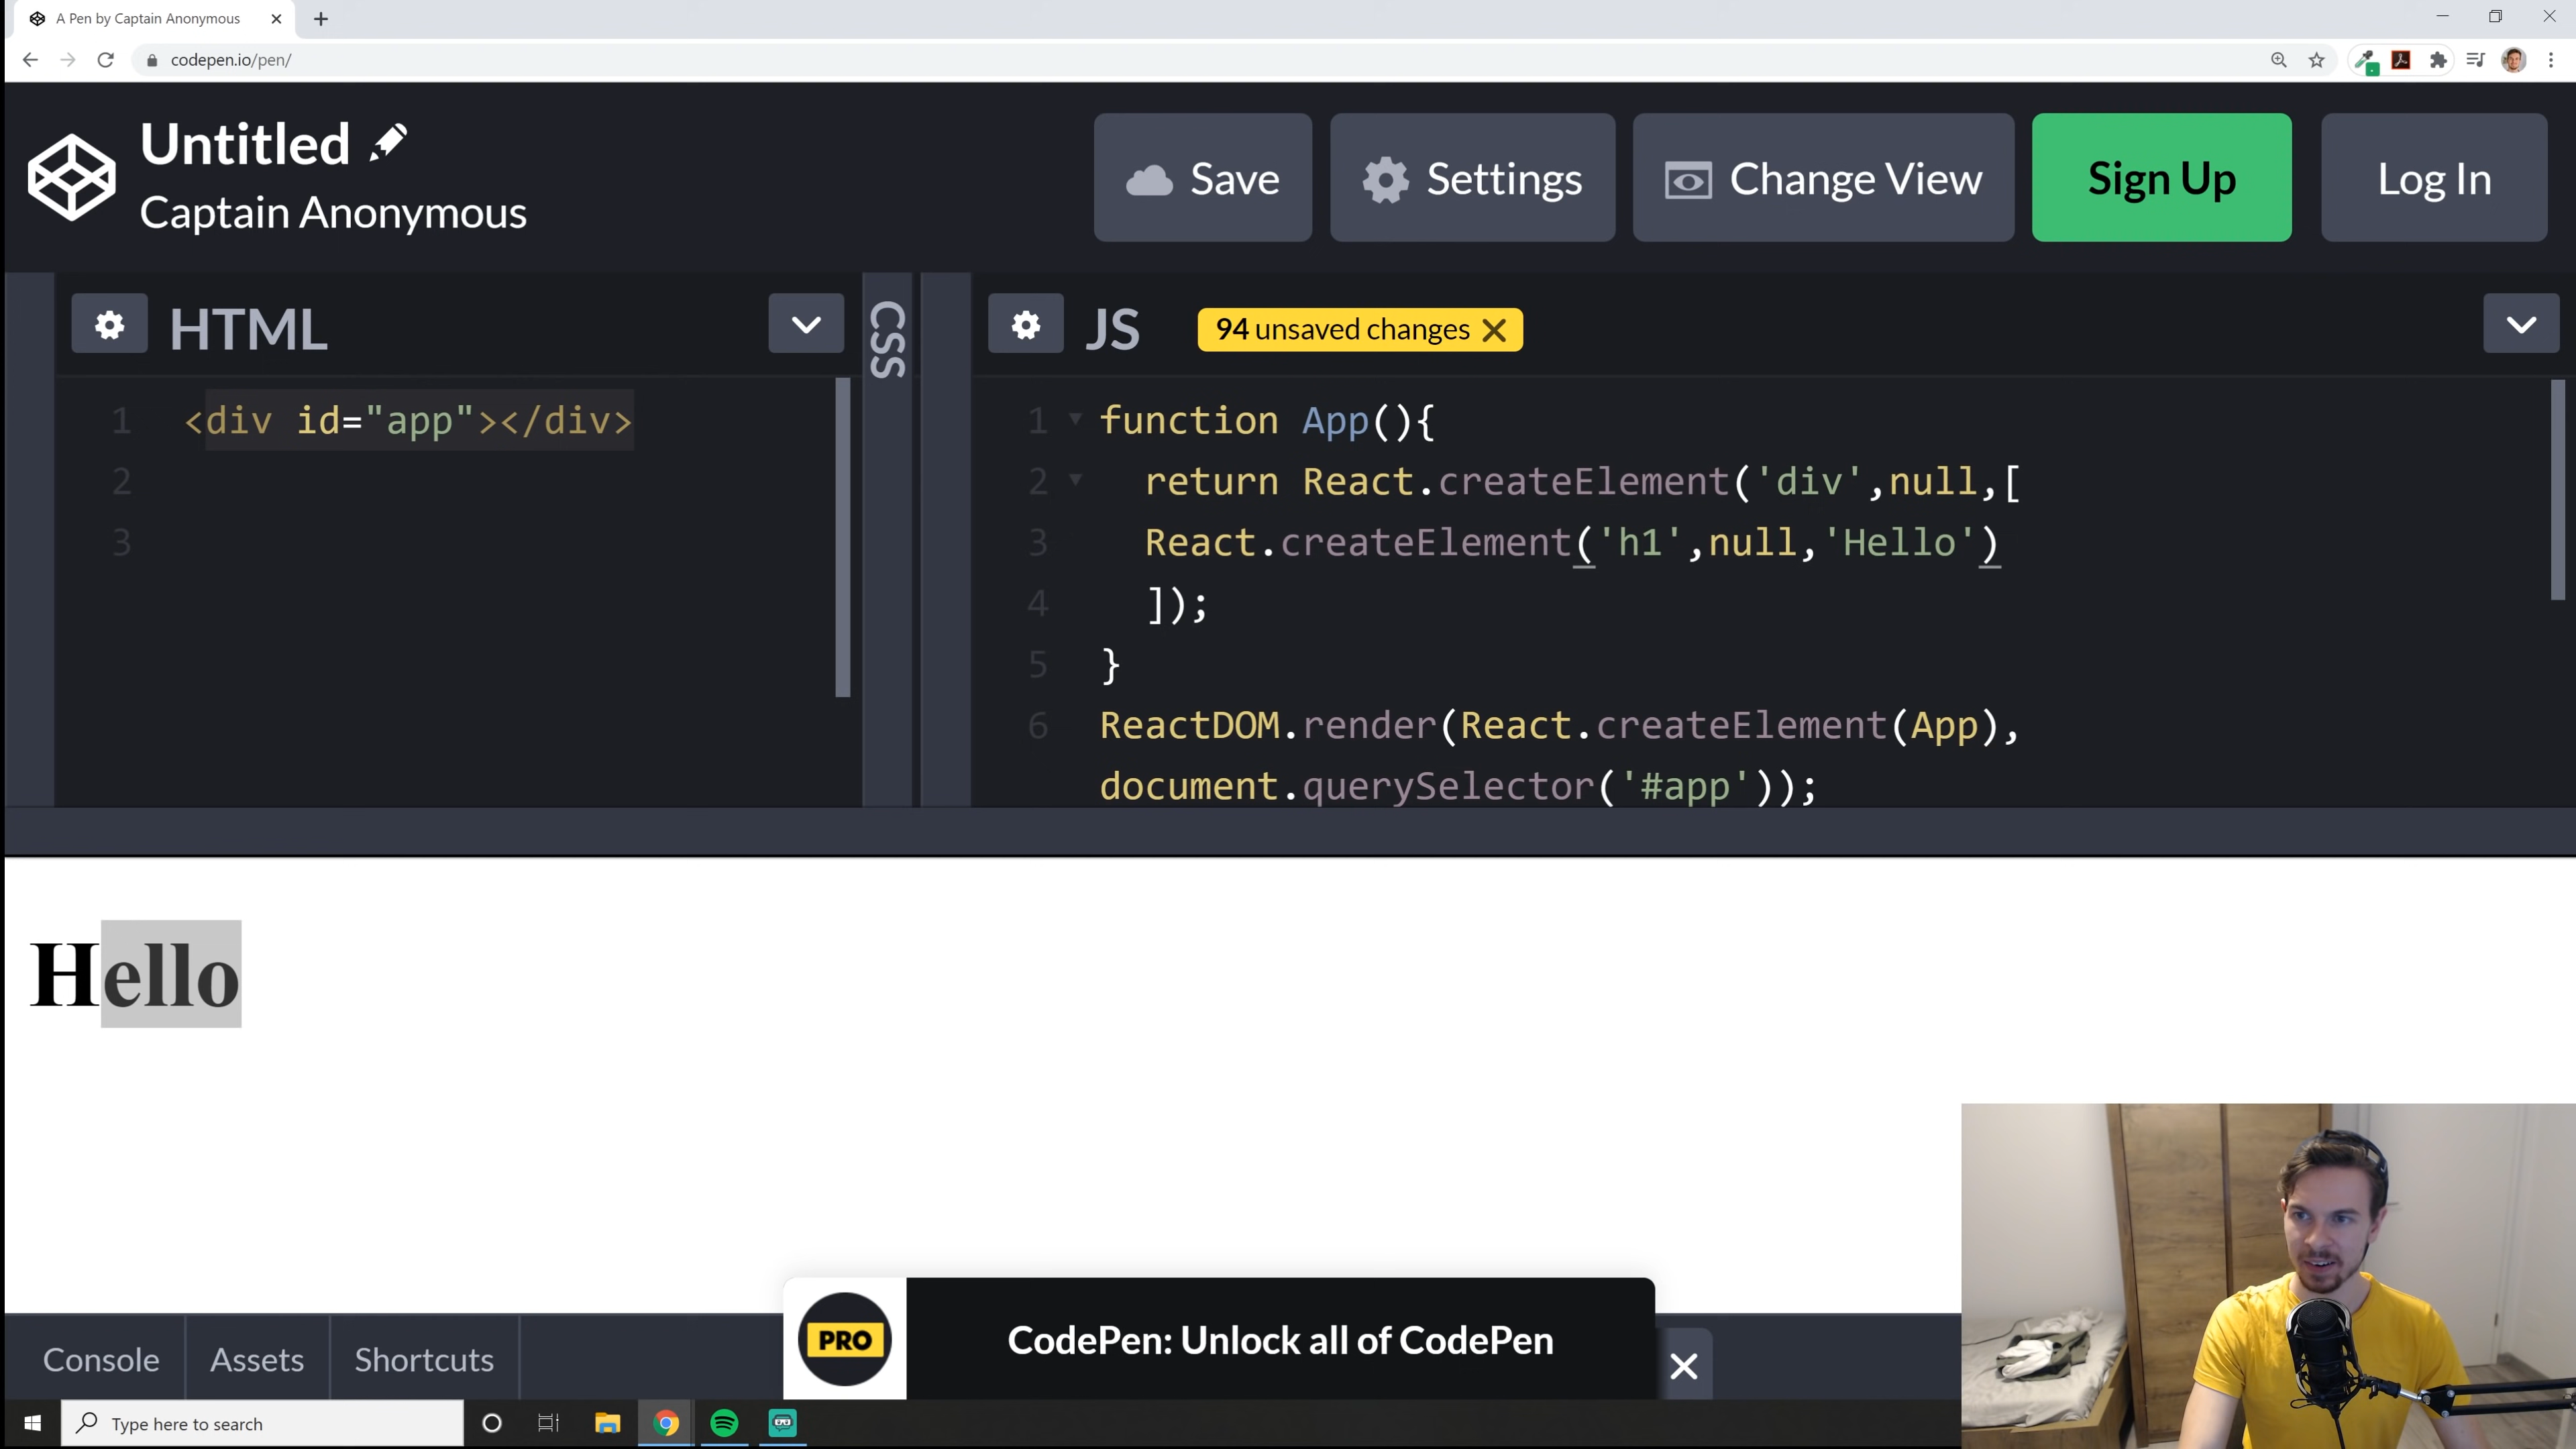 A Pen by Captain Anonymous
codepen.io/pen/
Untitled
Captain Anonymous
Save
Settings
Change View
Sign Up
Log In
HTML
1 <div id="app"></div>
2
3
CSS
JS
94 unsaved changes
1 function App(){
2 return React.createElement('div',null,[
3 React.createElement('h1',null,'Hello')
4 ]);
5 }
6 ReactDOM.render(React.createElement(App),
document.querySelector('#app'));
Hello
PRO
CodePen: Unlock all of CodePen
Console
Assets
Shortcuts
Type here to search